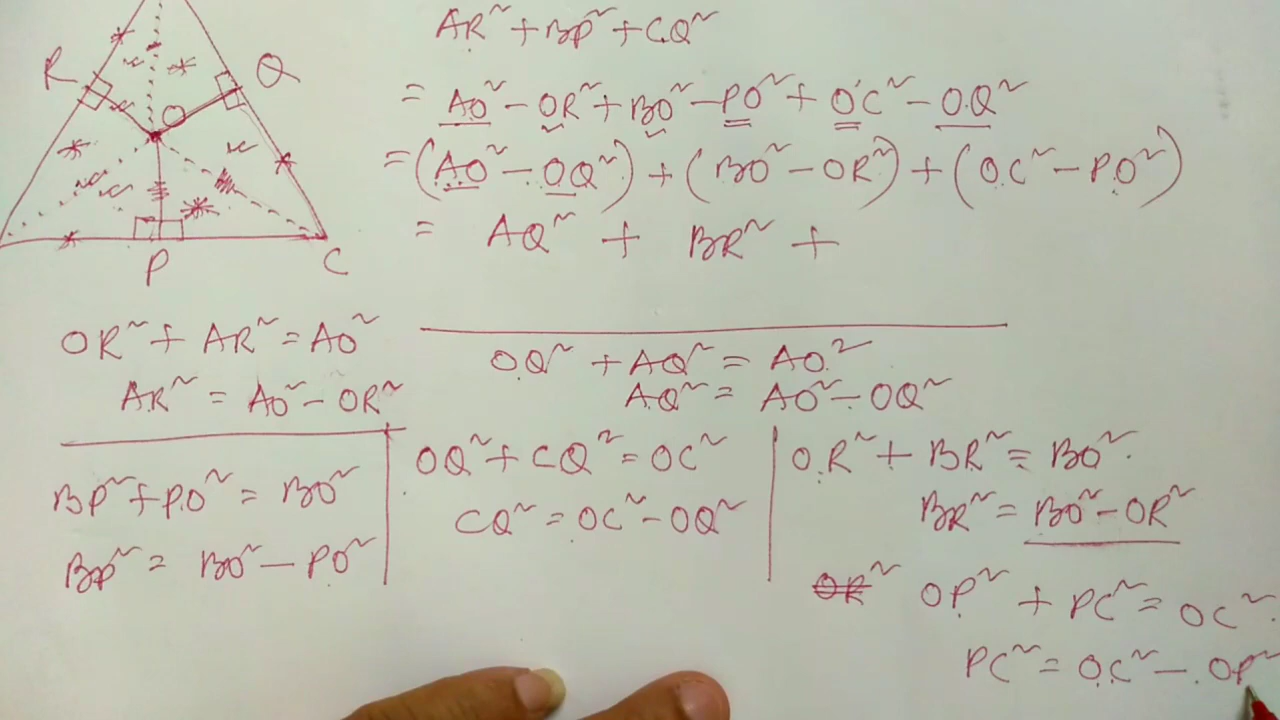 AR² + BP² + CQ²
R Q
= AO² - OR² + BO² - PO² + OC² - OQ²
O
= (AO² - OQ²) + (BO² - OR²) + (OC² - PO²)
= AQ² + BR² +
P C
OR² + AR² = AO²
AR² = AO² - OR²
OQ² + AQ² = AO²
AQ² = AO² - OQ²
BP² + PO² = BO²
BP² = BO² - PO²
OQ² + CQ² = OC²
CQ² = OC² - OQ²
OR² + BR² = BO²
BR² = BO² - OR²
OR² OP² + PC² = OC²
PC² = OC² - OP²